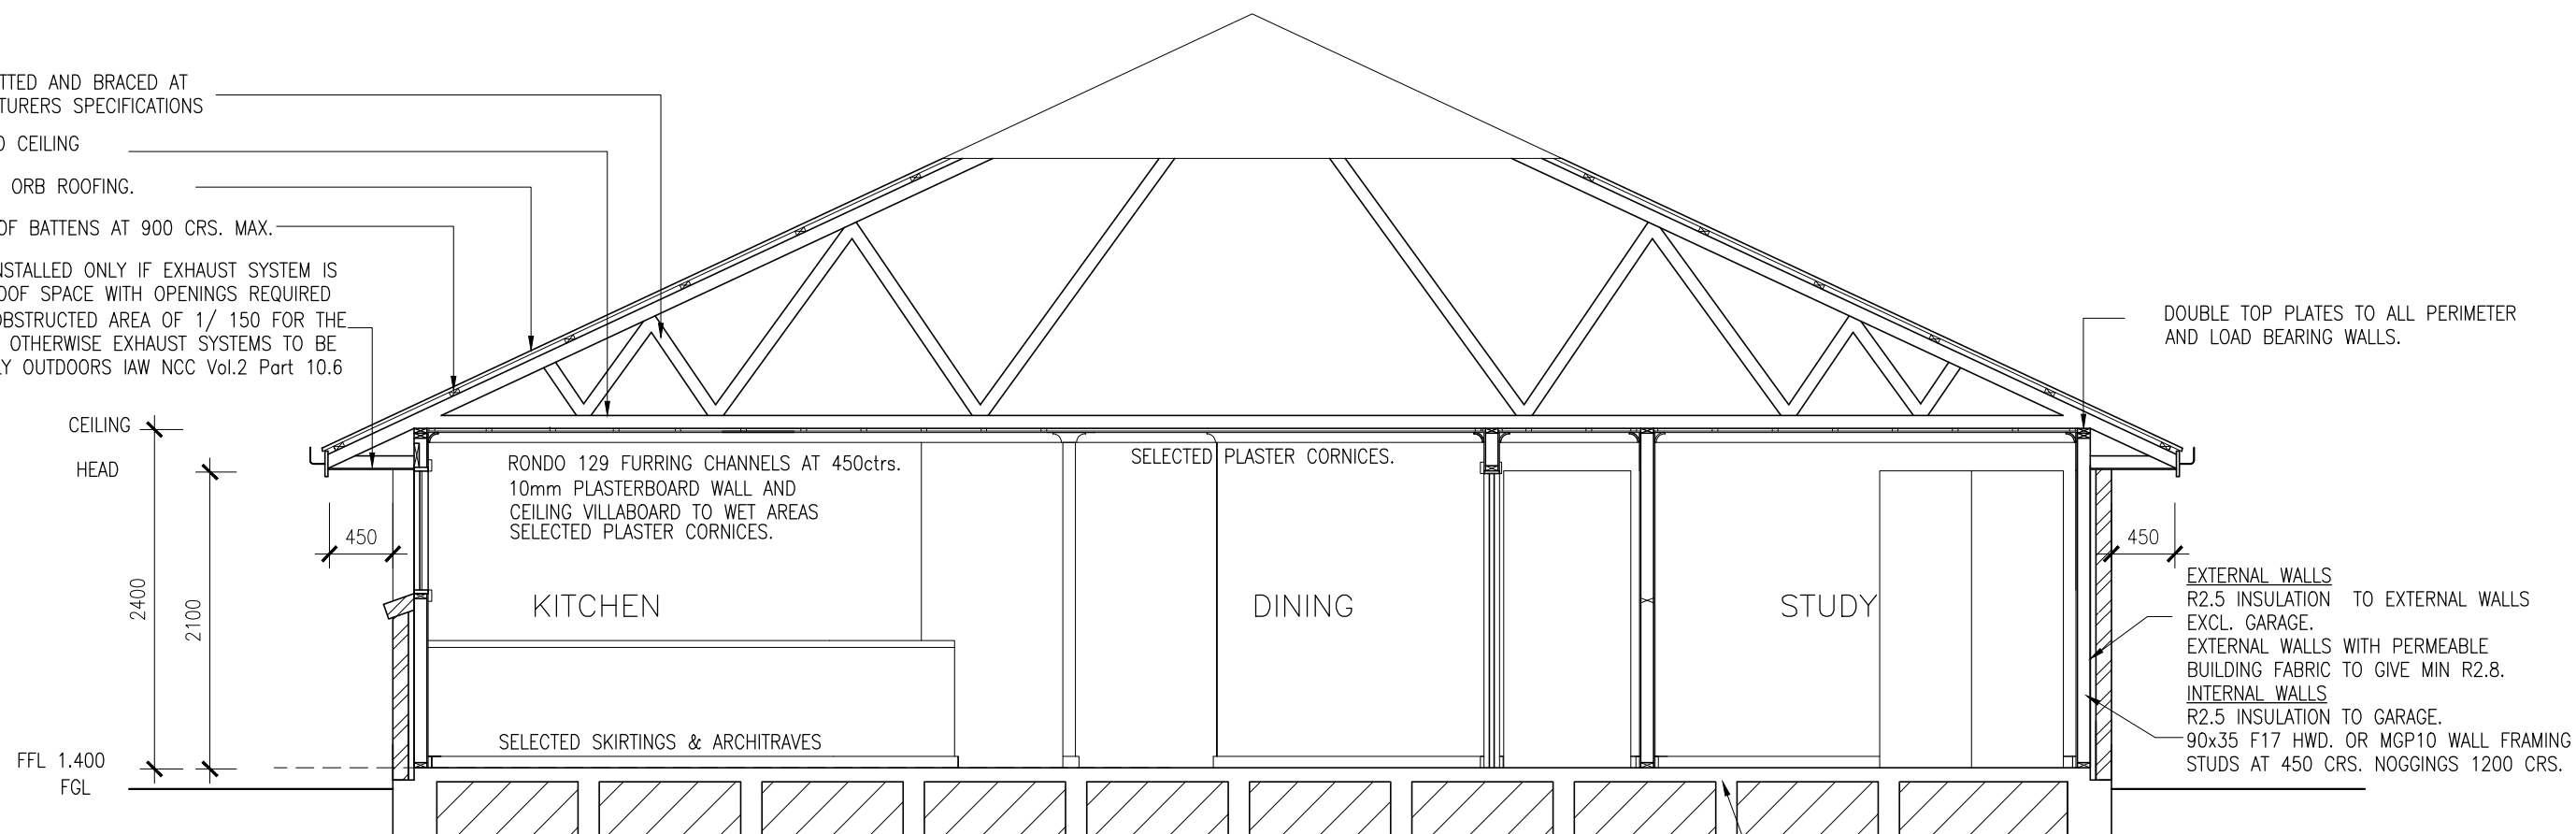 TTED AND BRACED AT
TURERS SPECIFICATIONS
CEILING
ORB ROOFING.
OF BATTENS AT 900 CRS. MAX.
NSTALLED ONLY IF EXHAUST SYSTEM IS
OOF SPACE WITH OPENINGS REQUIRED
OBSTRUCTED AREA OF 1/ 150 FOR THE
OTHERWISE EXHAUST SYSTEMS TO BE
LY OUTDOORS IAW NCC Vol.2 Part 10.6
CEILING
HEAD
450
2400
2100
FFL 1.400
FGL
RONDO 129 FURRING CHANNELS AT 450ctrs.
10mm PLASTERBOARD WALL AND
CEILING VILLABOARD TO WET AREAS
SELECTED PLASTER CORNICES.
KITCHEN
SELECTED SKIRTINGS & ARCHITRAVES
SELECTED PLASTER CORNICES.
DINING
STUDY
DOUBLE TOP PLATES TO ALL PERIMETER
AND LOAD BEARING WALLS.
450
EXTERNAL WALLS
R2.5 INSULATION TO EXTERNAL WALLS
EXCL. GARAGE.
EXTERNAL WALLS WITH PERMEABLE
BUILDING FABRIC TO GIVE MIN R2.8.
INTERNAL WALLS
R2.5 INSULATION TO GARAGE.
90x35 F17 HWD. OR MGP10 WALL FRAMING
STUDS AT 450 CRS. NOGGINGS 1200 CRS.